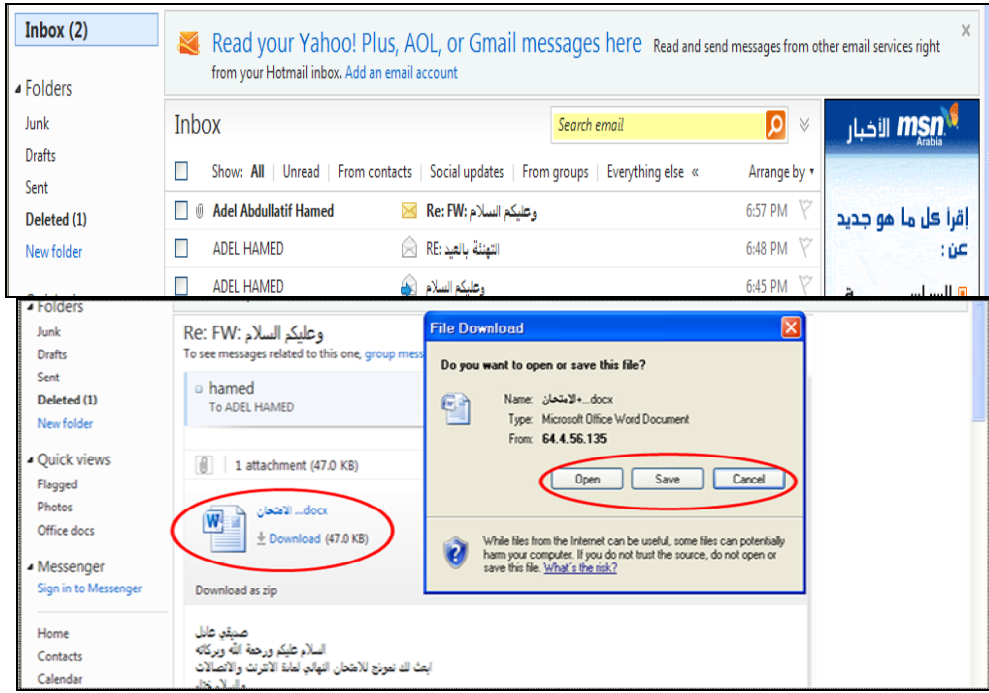 Inbox (2)
Folders
Junk
Drafts
Sent
Deleted (1)
New folder
Read your Yahoo! Plus, AOL, or Gmail messages here Read and send messages from other email services right
from your Hotmail inbox. Add an email account
x
Inbox
Search email
Show: All | Unread | From contacts | Social updates | From groups | Everything else «
Arrange by
Adel Abdullatif Hamed Re: FW: وعليكم السلام 6:57 PM
ADEL HAMED RE: التهنئة بالعيد 6:48 PM
ADEL HAMED وعليكم السلام 6:45 PM
msn الأخبار
Arabia
إقرأ كل ما هو جديد
عن :
Folders
Junk
Drafts
Sent
Deleted (1)
New folder
Quick views
Flagged
Photos
Office docs
Messenger
Sign in to Messenger
Home
Contacts
Calendar
Re: FW: وعليكم السلام
To see messages related to this one, group mess
hamed
To ADEL HAMED
1 attachment (47.0 KB)
الامتحان ...docx
Download (47.0 KB)
Download as zip
صديقي عادل
السلام عليكم ورحمة الله وبركاته
ابعث لك نموذج للامتحان النهائي لمادة الانترنت والاتصالات
File Download
Do you want to open or save this file?
Name: الامتحان+...docx
Type: Microsoft Office Word Document
From: 64.4.56.135
Open Save Cancel
While files from the Internet can be useful, some files can potentially
harm your computer. If you do not trust the source, do not open or
save this file. What's the risk?